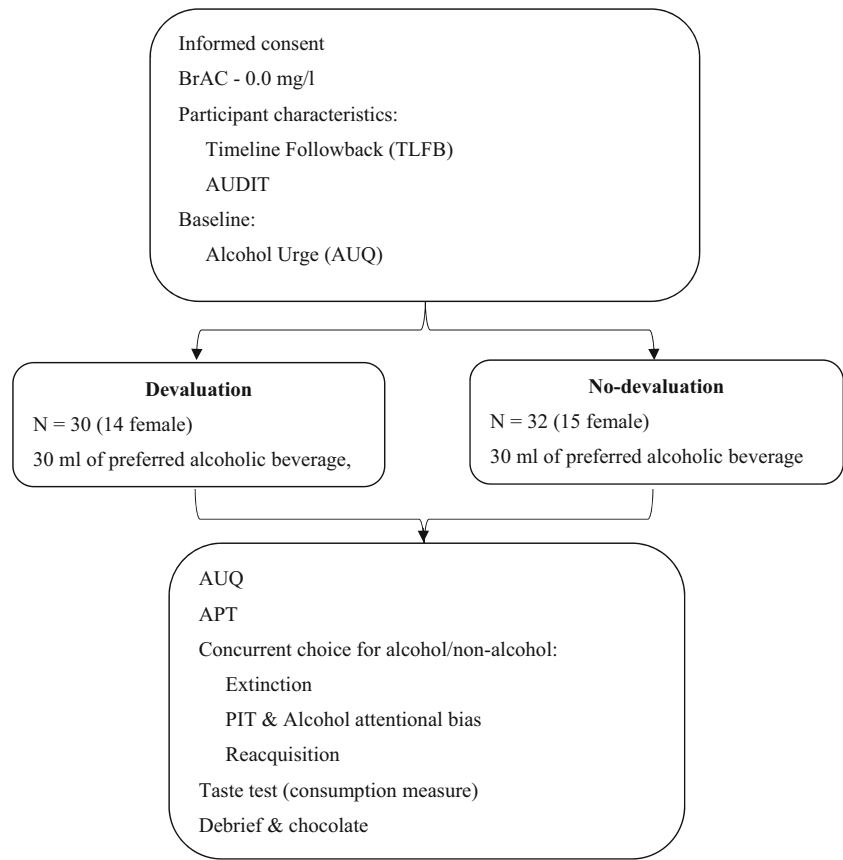 Informed consent
BrAC - 0.0 mg/l
Participant characteristics:
Timeline Followback (TLFB)
AUDIT
Baseline:
Alcohol Urge (AUQ)
Devaluation
N = 30 (14 female)
30 ml of preferred alcoholic beverage,
No-devaluation
N = 32 (15 female)
30 ml of preferred alcoholic beverage
AUQ
APT
Concurrent choice for alcohol/non-alcohol:
Extinction
PIT & Alcohol attentional bias
Reacquisition
Taste test (consumption measure)
Debrief & chocolate